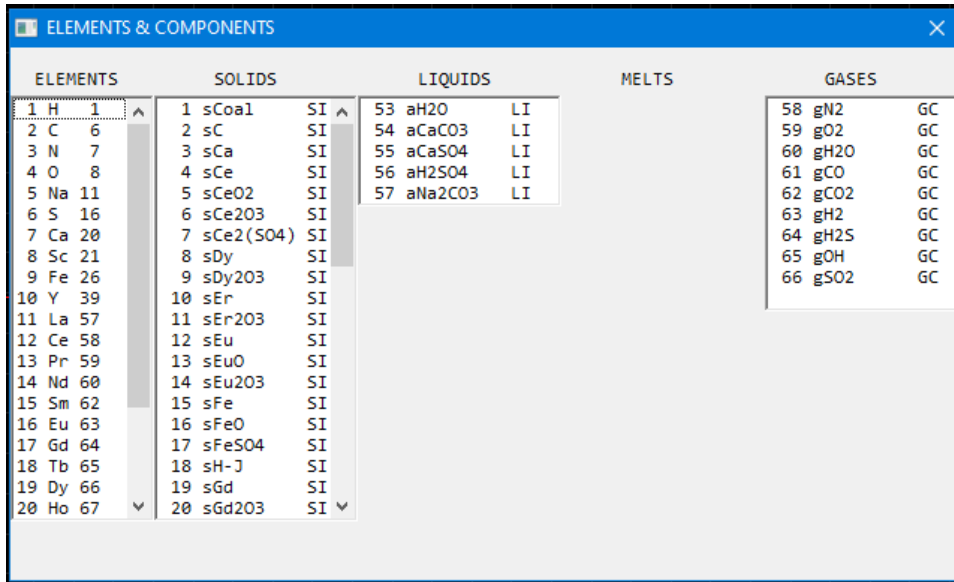 ELEMENTS & COMPONENTS
ELEMENTS SOLIDS LIQUIDS MELTS GASES
1 H 1
2 C 6
3 N 7
4 O 8
5 Na 11
6 S 16
7 Ca 20
8 Sc 21
9 Fe 26
10 Y 39
11 La 57
12 Ce 58
13 Pr 59
14 Nd 60
15 Sm 62
16 Eu 63
17 Gd 64
18 Tb 65
19 Dy 66
20 Ho 67
1 sCoal SI
2 sC SI
3 sCa SI
4 sCe SI
5 sCeO2 SI
6 sCe2O3 SI
7 sCe2(SO4) SI
8 sDy SI
9 sDy2O3 SI
10 sEr SI
11 sEr2O3 SI
12 sEu SI
13 sEuO SI
14 sEu2O3 SI
15 sFe SI
16 sFeO SI
17 sFeSO4 SI
18 sH-J SI
19 sGd SI
20 sGd2O3 SI
53 aH2O LI
54 aCaCO3 LI
55 aCaSO4 LI
56 aH2SO4 LI
57 aNa2CO3 LI
58 gN2 GC
59 gO2 GC
60 gH2O GC
61 gCO GC
62 gCO2 GC
63 gH2 GC
64 gH2S GC
65 gOH GC
66 gSO2 GC